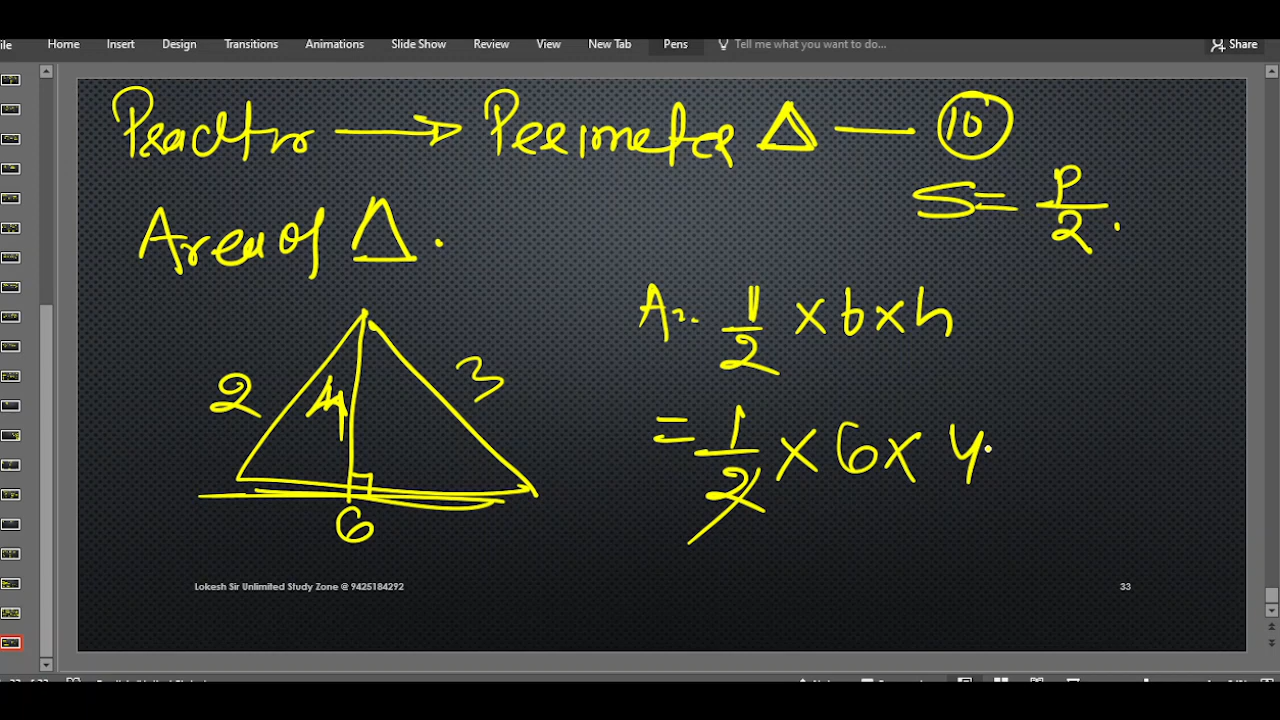 File Home Insert Design Transitions Animations Slide Show Review View New Tab Pens Tell me what you want to do... Share
Practtis → Perimeter Δ — 10
S = P/2.
Area of Δ.
A = 1/2 × b × h
2 4 3
= 1/2 × 6 × 4
6
Lokesh Sir Unlimited Study Zone @ 9425184292 33